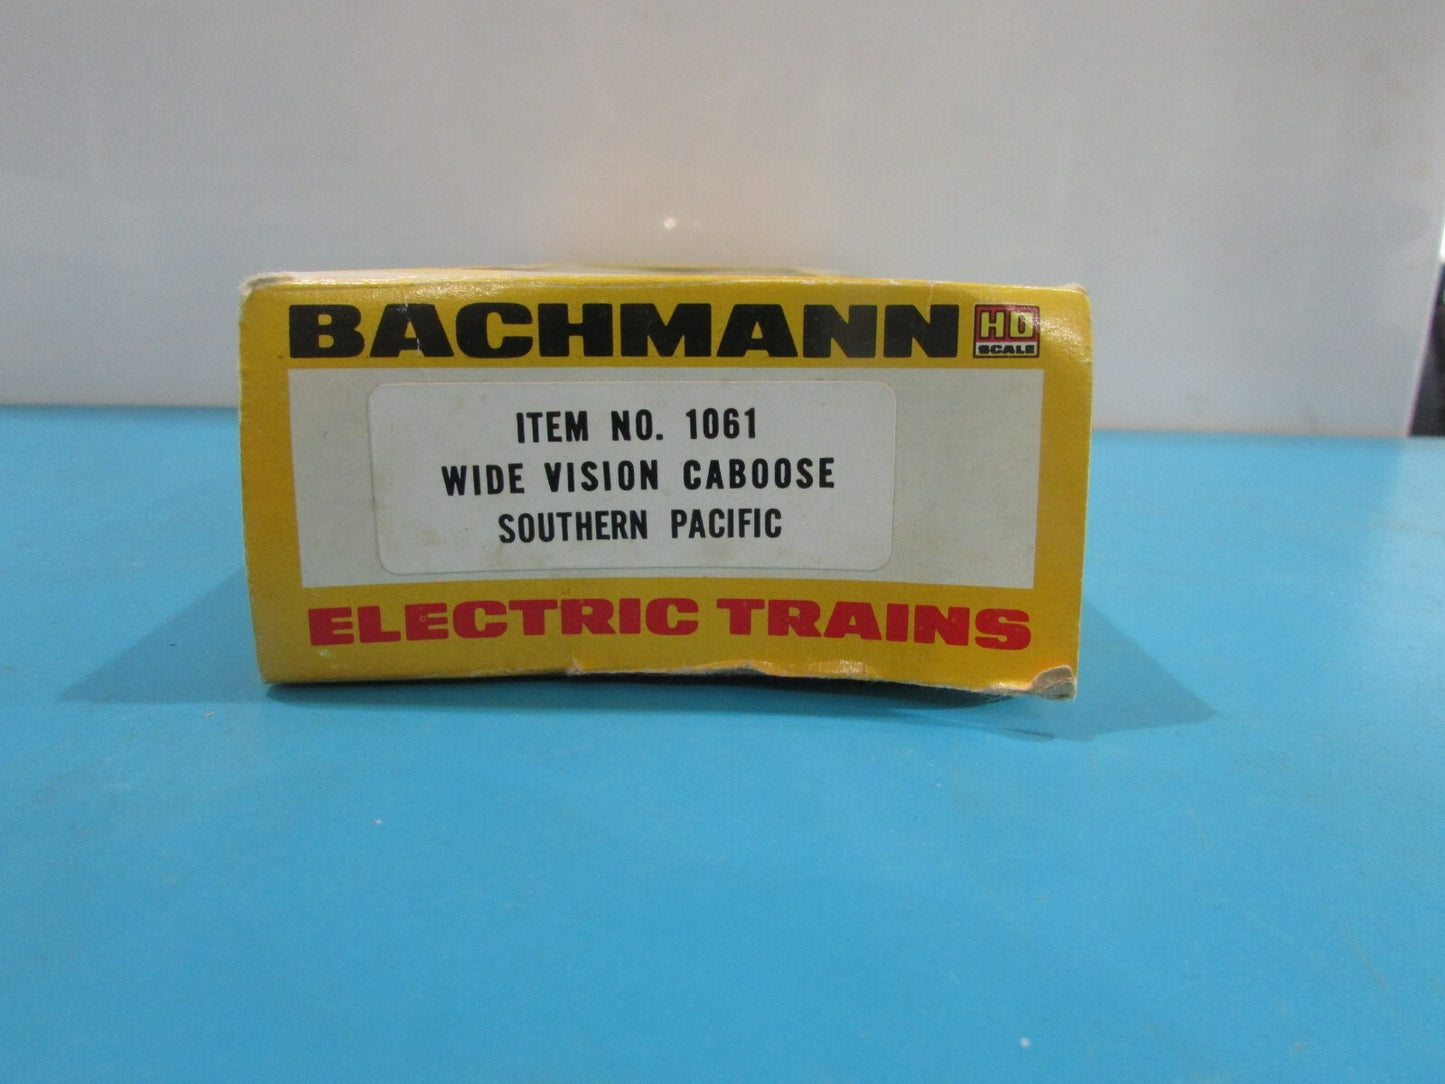 BACHMANN HO
SCALE
ITEM NO. 1061
WIDE VISION CABOOSE
SOUTHERN PACIFIC
ELECTRIC TRAINS